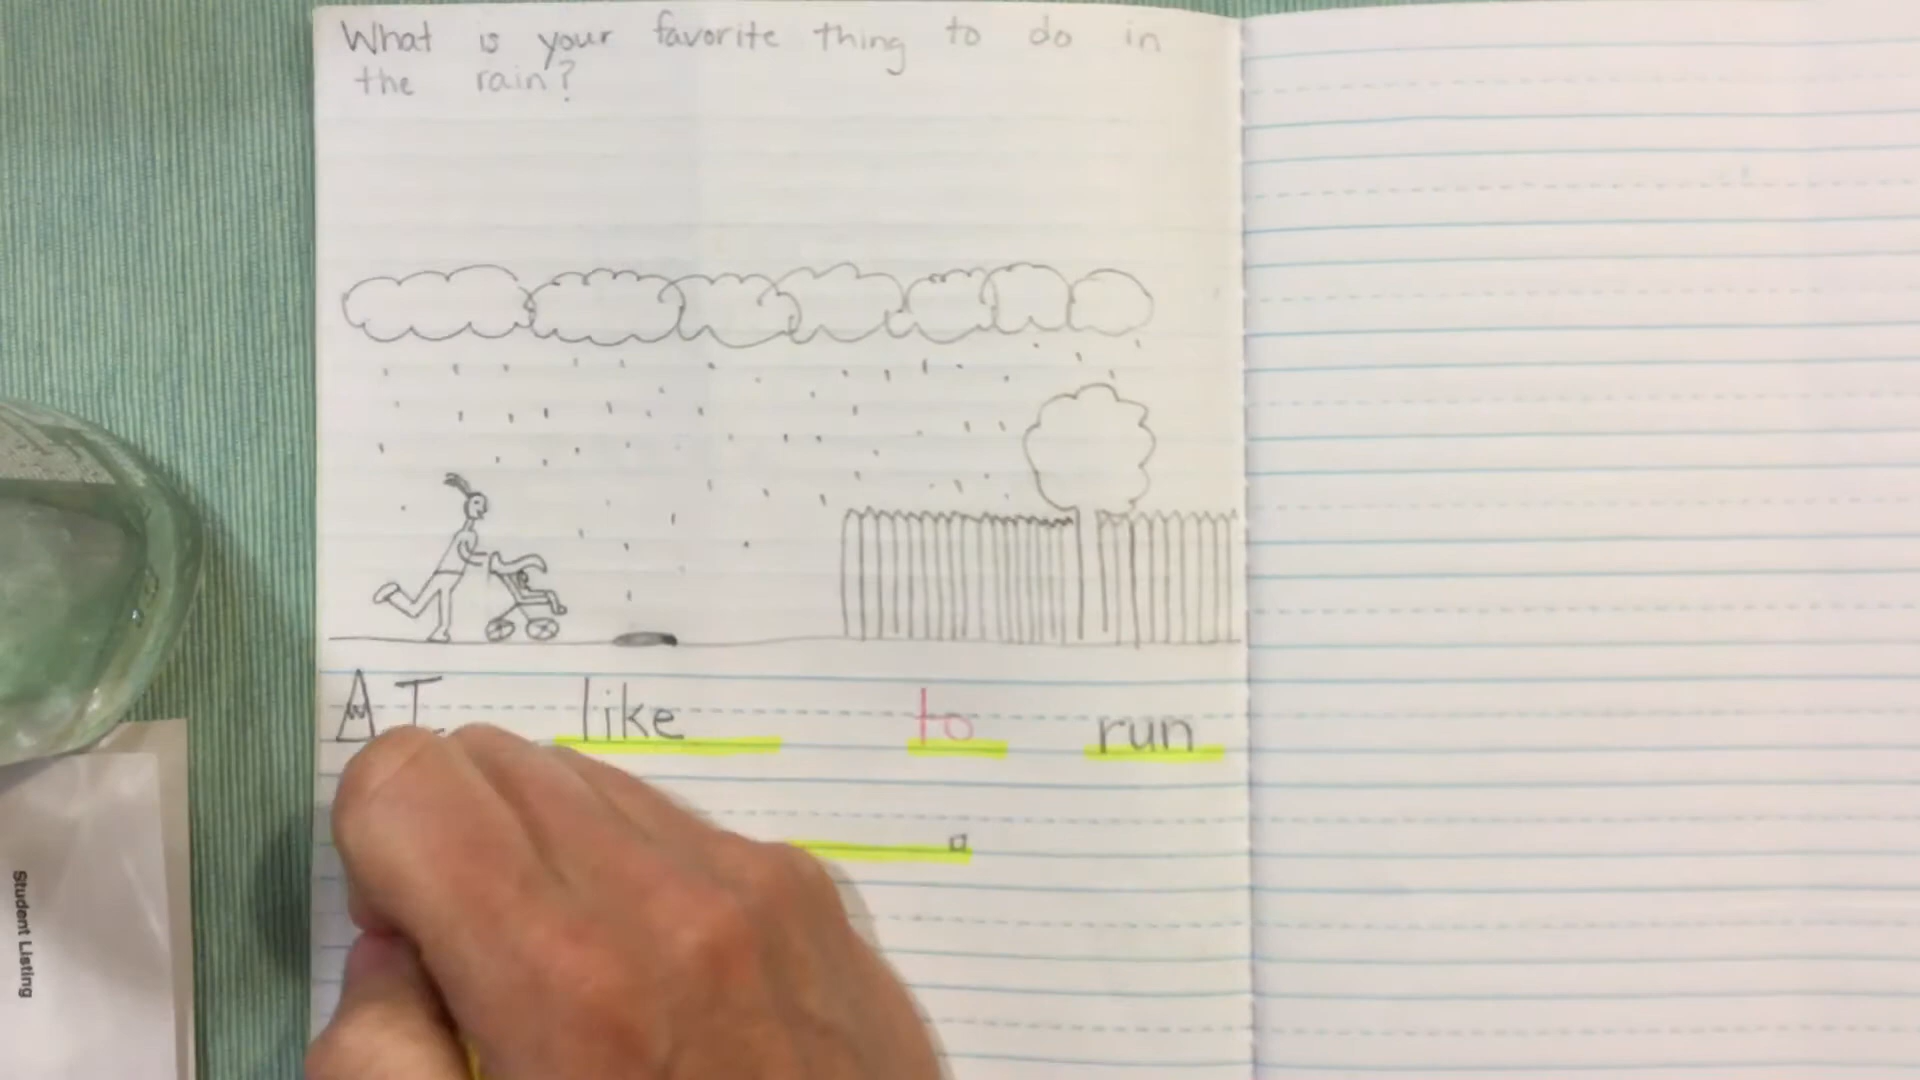 What is your favorite thing to do in
the rain?
I like to run
Student Listing